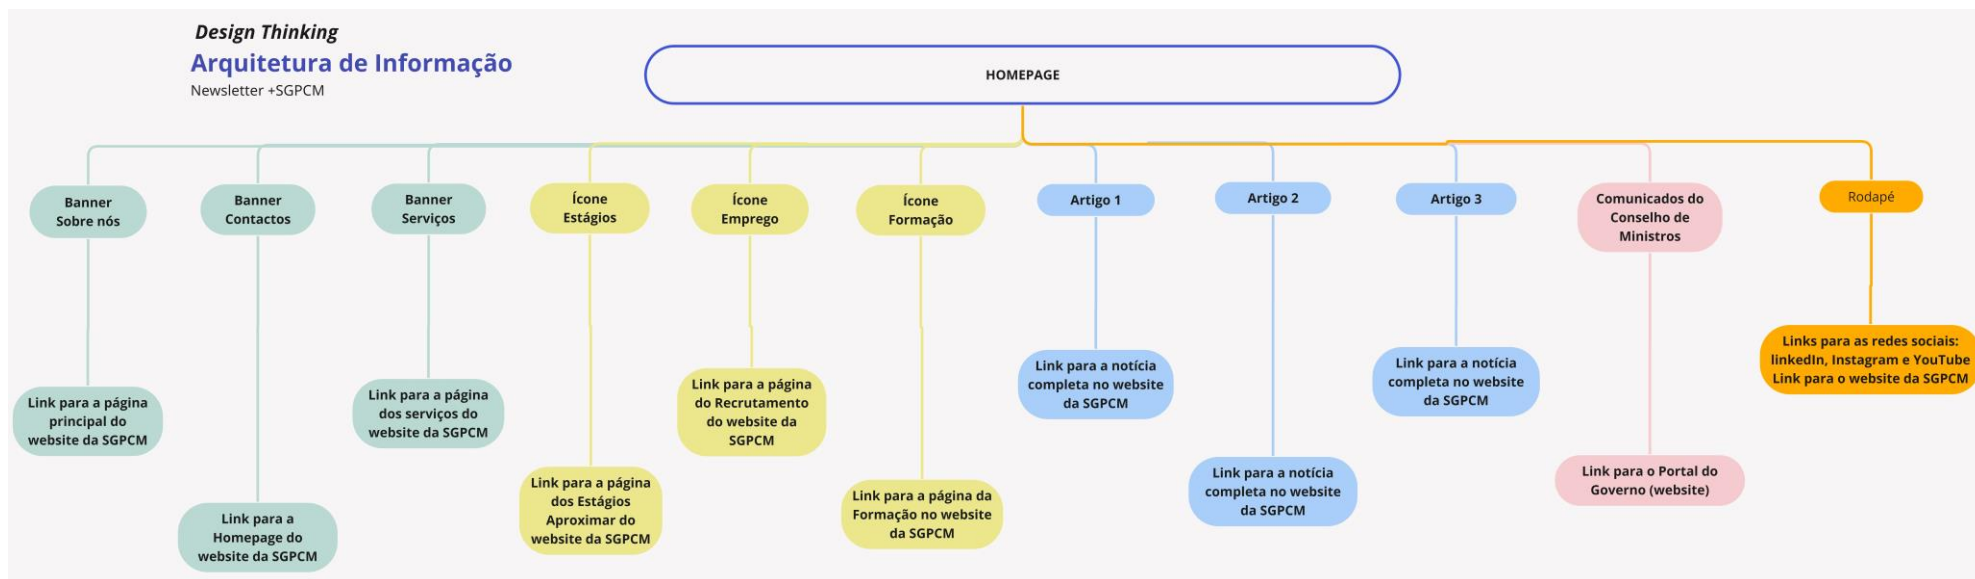 Design Thinking
Arquitetura de Informação
Newsletter +SGPCM
HOMEPAGE
Banner
Sobre nós
Banner
Contactos
Banner
Serviços
Ícone
Estágios
Ícone
Emprego
Ícone
Formação
Artigo 1
Artigo 2
Artigo 3
Comunicados do
Conselho de
Ministros
Rodapé
Link para a página
principal do
website da SGPCM
Link para a
Homepage do
website da SGPCM
Link para a página
dos serviços do
website da SGPCM
Link para a página
dos Estágios
Aproximar do
website da SGPCM
Link para a página
do Recrutamento
do website da
SGPCM
Link para a página da
Formação no website
da SGPCM
Link para a notícia
completa no website
da SGPCM
Link para a notícia
completa no website
da SGPCM
Link para a notícia
completa no website
da SGPCM
Link para o Portal do
Governo (website)
Links para as redes sociais:
linkedIn, Instagram e YouTube
Link para o website da SGPCM